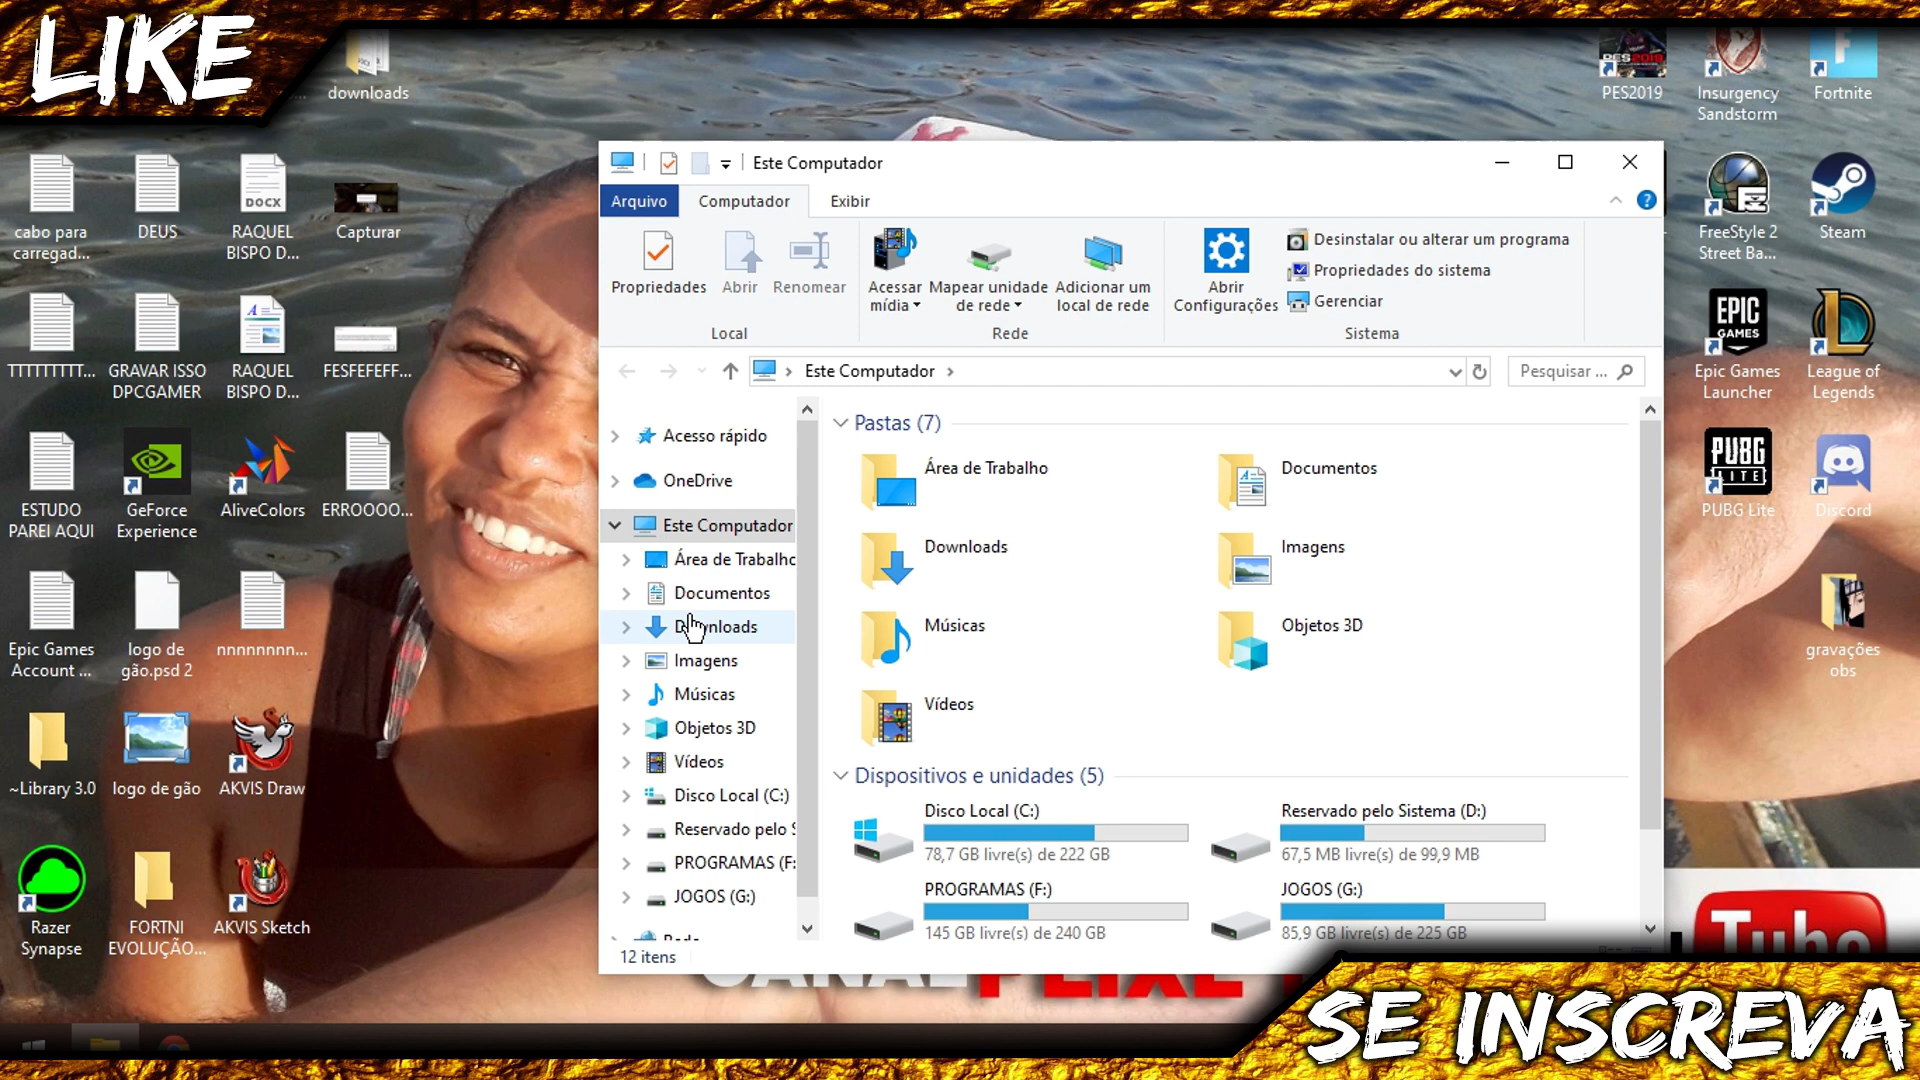 LIKE
downloads
PES2019
Insurgency
Sandstorm
Fortnite
cabo para
carregad...
DEUS
DOCX
RAQUEL
BISPO D...
Capturar
FreeStyle 2
Street Ba...
Steam
TTTTTTTTT...
GRAVAR ISSO
DPCGAMER
RAQUEL
BISPO D...
FESFEFEFF...
EPIC
GAMES
Epic Games
Launcher
League of
Legends
ESTUDO
PAREI AQUI
GeForce
Experience
AliveColors
ERROOOO...
PUBG
LITE
PUBG Lite
Discord
Epic Games
Account ...
logo de
gão.psd 2
nnnnnnnn...
gravações
obs
~Library 3.0
logo de gão
AKVIS Draw
Razer
Synapse
FORTNI
EVOLUÇÃO...
AKVIS Sketch
Este Computador
Arquivo
Computador
Exibir
Propriedades
Abrir
Renomear
Local
Acessar
mídia
Mapear unidade
de rede
Adicionar um
local de rede
Rede
Abrir
Configurações
Desinstalar ou alterar um programa
Propriedades do sistema
Gerenciar
Sistema
Este Computador
Pesquisar ...
Acesso rápido
OneDrive
Este Computador
Área de Trabalho
Documentos
Downloads
Imagens
Músicas
Objetos 3D
Vídeos
Disco Local (C:)
Reservado pelo S
PROGRAMAS (F:
JOGOS (G:)
Rede
12 itens
Pastas (7)
Área de Trabalho
Documentos
Downloads
Imagens
Músicas
Objetos 3D
Vídeos
Dispositivos e unidades (5)
Disco Local (C:)
78,7 GB livre(s) de 222 GB
Reservado pelo Sistema (D:)
67,5 MB livre(s) de 99,9 MB
PROGRAMAS (F:)
145 GB livre(s) de 240 GB
JOGOS (G:)
85,9 GB livre(s) de 225 GB
Tube
CANAL
SE INSCREVA